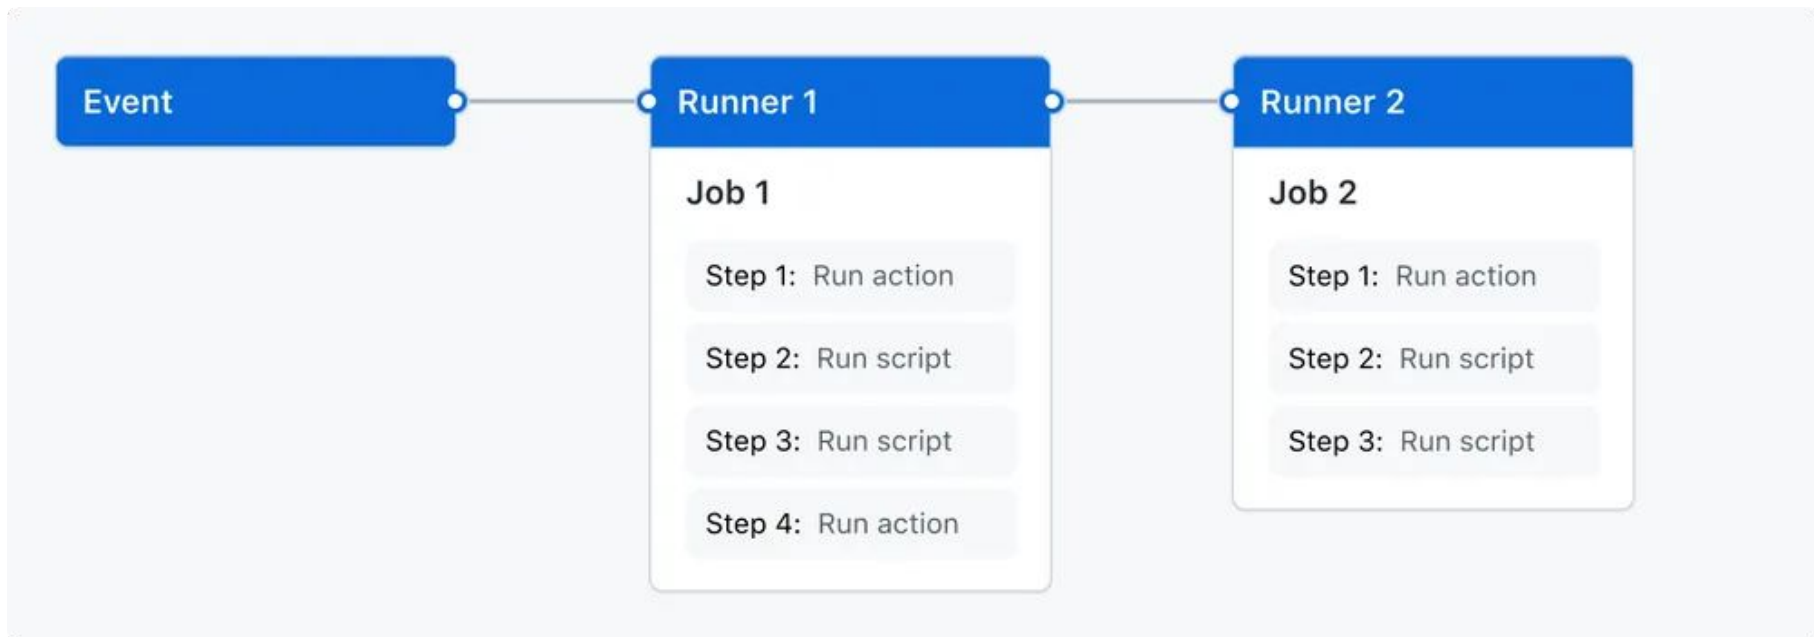 Event
Runner 1
Job 1
Step 1: Run action
Step 2: Run script
Step 3: Run script
Step 4: Run action
Runner 2
Job 2
Step 1: Run action
Step 2: Run script
Step 3: Run script